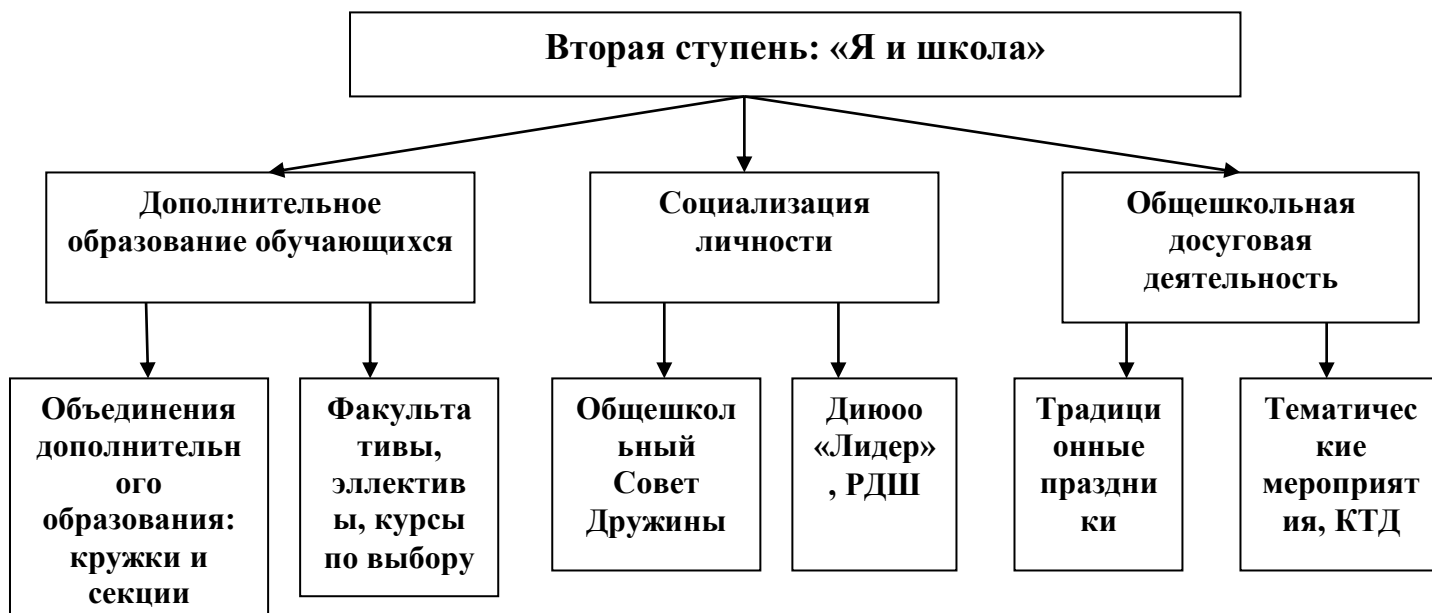 Вторая ступень: «Я и школа»
Дополнительное
образование обучающихся
Социализация
личности
Общешкольная
досуговая
деятельность
Объединения
дополнительн
ого
образования:
кружки и
секции
Факульта
тивы,
эллектив
ы, курсы
по выбору
Общешкол
ьный
Совет
Дружины
Диюоо
«Лидер»
, РДШ
Традици
онные
праздни
ки
Тематичес
кие
мероприят
ия, КТД